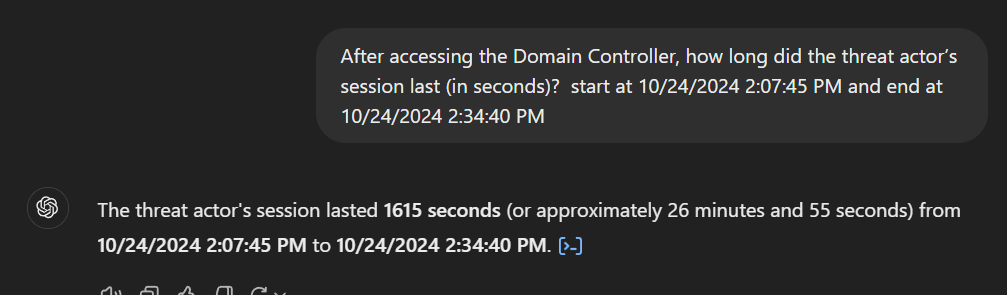 After accessing the Domain Controller, how long did the threat actor’s
session last (in seconds)?  start at 10/24/2024 2:07:45 PM and end at
10/24/2024 2:34:40 PM
The threat actor's session lasted 1615 seconds (or approximately 26 minutes and 55 seconds) from
10/24/2024 2:07:45 PM to 10/24/2024 2:34:40 PM. [>-]